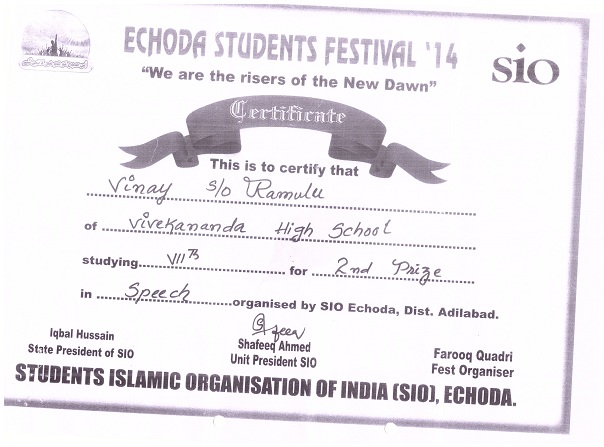 ECHODA STUDENTS FESTIVAL '14
sio
"We are the risers of the New Dawn"
Certificate
This is to certify that
Vinay s/o Ramulu
of Vivekananda High School
studying VII th for 2nd Prize
in Speech organised by SIO Echoda, Dist. Adilabad.
Iqbal Hussain
State President of SIO
Shafeeq Ahmed
Unit President SIO
Farooq Quadri
Fest Organiser
STUDENTS ISLAMIC ORGANISATION OF INDIA (SIO), ECHODA.